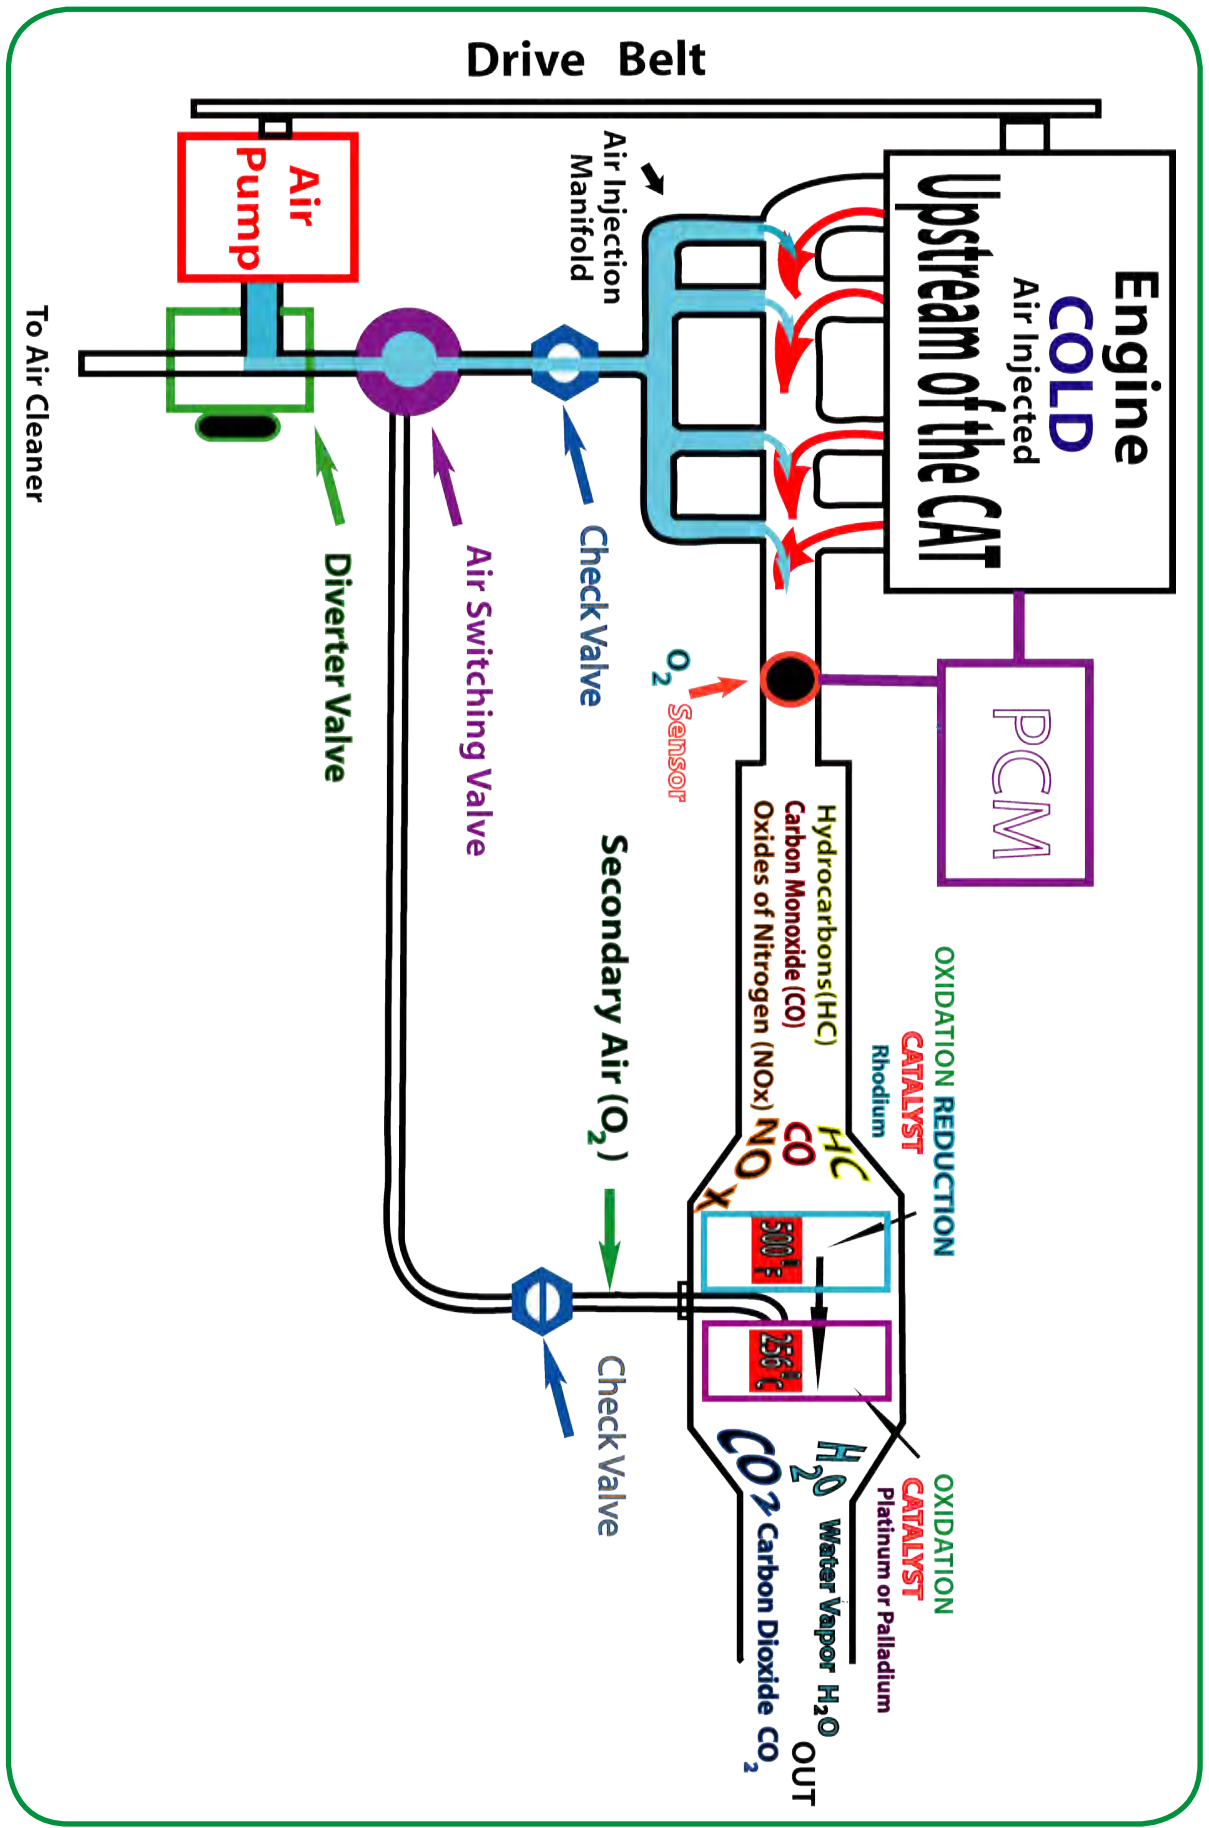 Drive Belt
Air
Pump
To Air Cleaner
Air Injection
Manifold
Engine
COLD
Air Injected
Upstream of the CAT
Diverter Valve
Air Switching Valve
Check Valve
O2 Sensor
PCM
Hydrocarbons(HC)
Carbon Monoxide (CO)
Oxides of Nitrogen (NOx)
HC
CO
NOX
Secondary Air (O2)
OXIDATION REDUCTION
CATALYST
Rhodium
500°F
256°C
Check Valve
OXIDATION
CATALYST
Platinum or Palladium
H2O Water Vapor H2O
CO2 Carbon Dioxide CO2
OUT